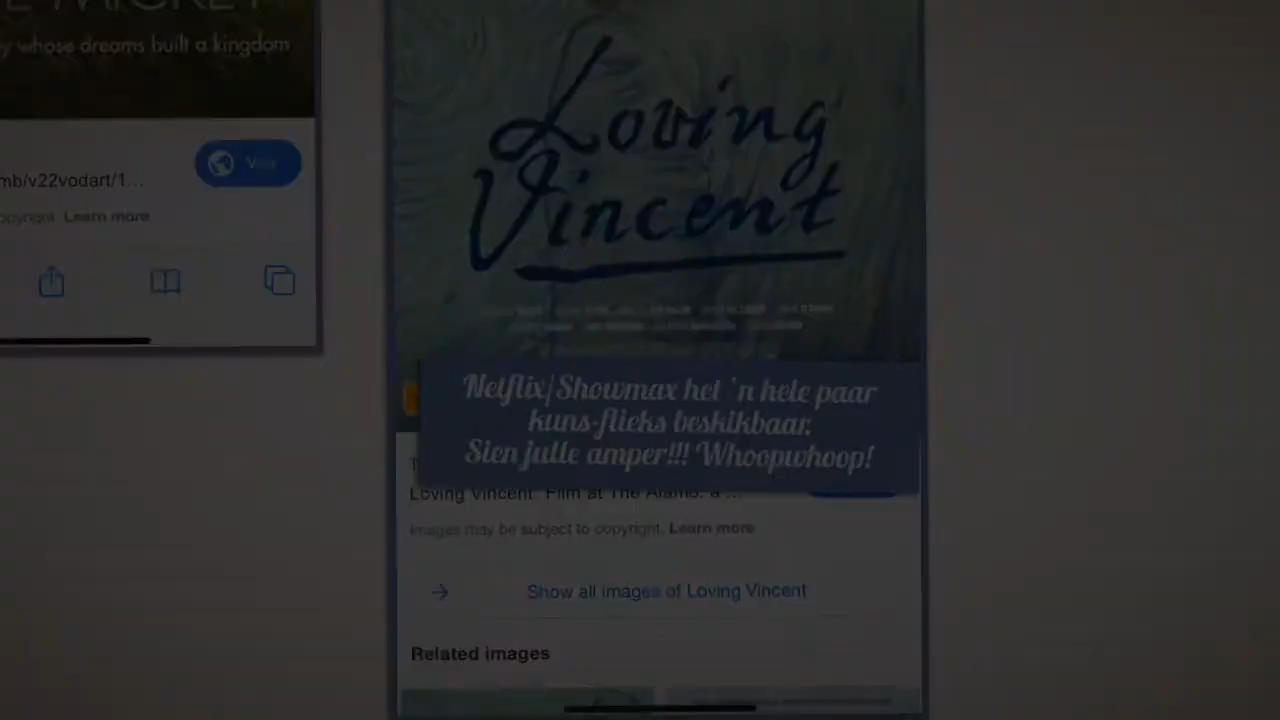 y whose dreams built a kingdom
Visit
mb/v22vodart/1...
opyright. Learn more
Loving
Vincent
Netflix/Showmax het 'n hele paar
kuns-flieks beskikbaar.
Sien julle amper!!! Whoopwhoop!
Loving Vincent" Film at The Alamo: a ...
Images may be subject to copyright. Learn more
Show all images of Loving Vincent
Related images